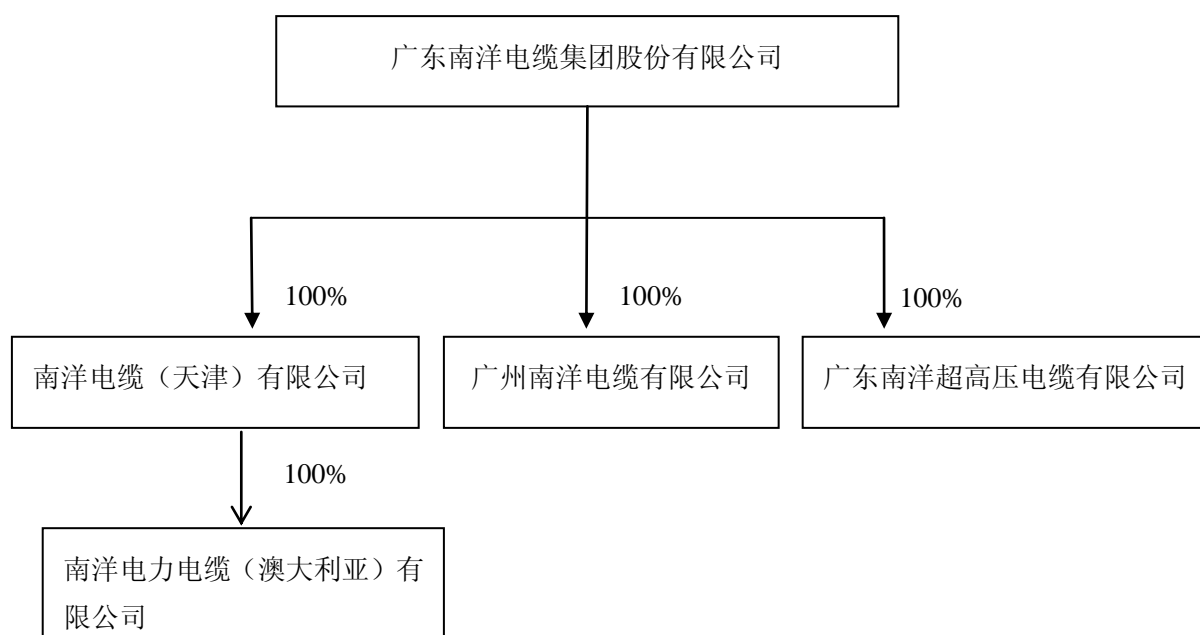 广东南洋电缆集团股份有限公司
100%
100%
100%
南洋电缆（天津）有限公司
广州南洋电缆有限公司
广东南洋超高压电缆有限公司
100%
南洋电力电缆（澳大利亚）有
限公司